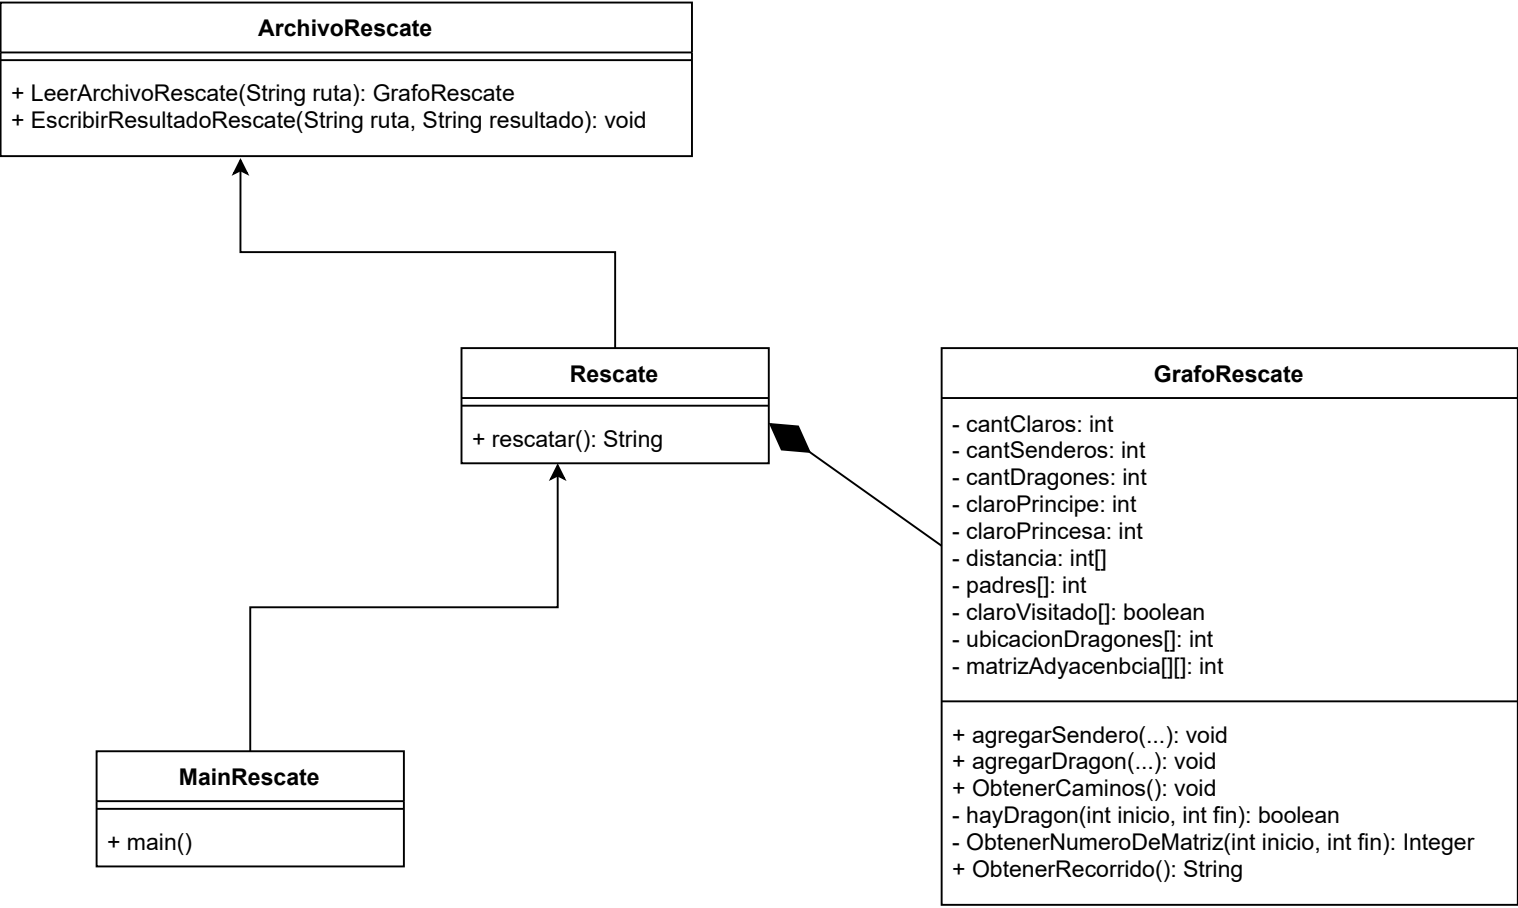 ArchivoRescate
+ LeerArchivoRescate(String ruta): GrafoRescate
+ EscribirResultadoRescate(String ruta, String resultado): void
Rescate
+ rescatar(): String
GrafoRescate
- cantClaros: int
- cantSenderos: int
- cantDragones: int
- claroPrincipe: int
- claroPrincesa: int
- distancia: int[]
- padres[]: int
- claroVisitado[]: boolean
- ubicacionDragones[]: int
- matrizAdyacenbcia[][]: int
+ agregarSendero(...): void
+ agregarDragon(...): void
+ ObtenerCaminos(): void
- hayDragon(int inicio, int fin): boolean
- ObtenerNumeroDeMatriz(int inicio, int fin): Integer
+ ObtenerRecorrido(): String
MainRescate
+ main()